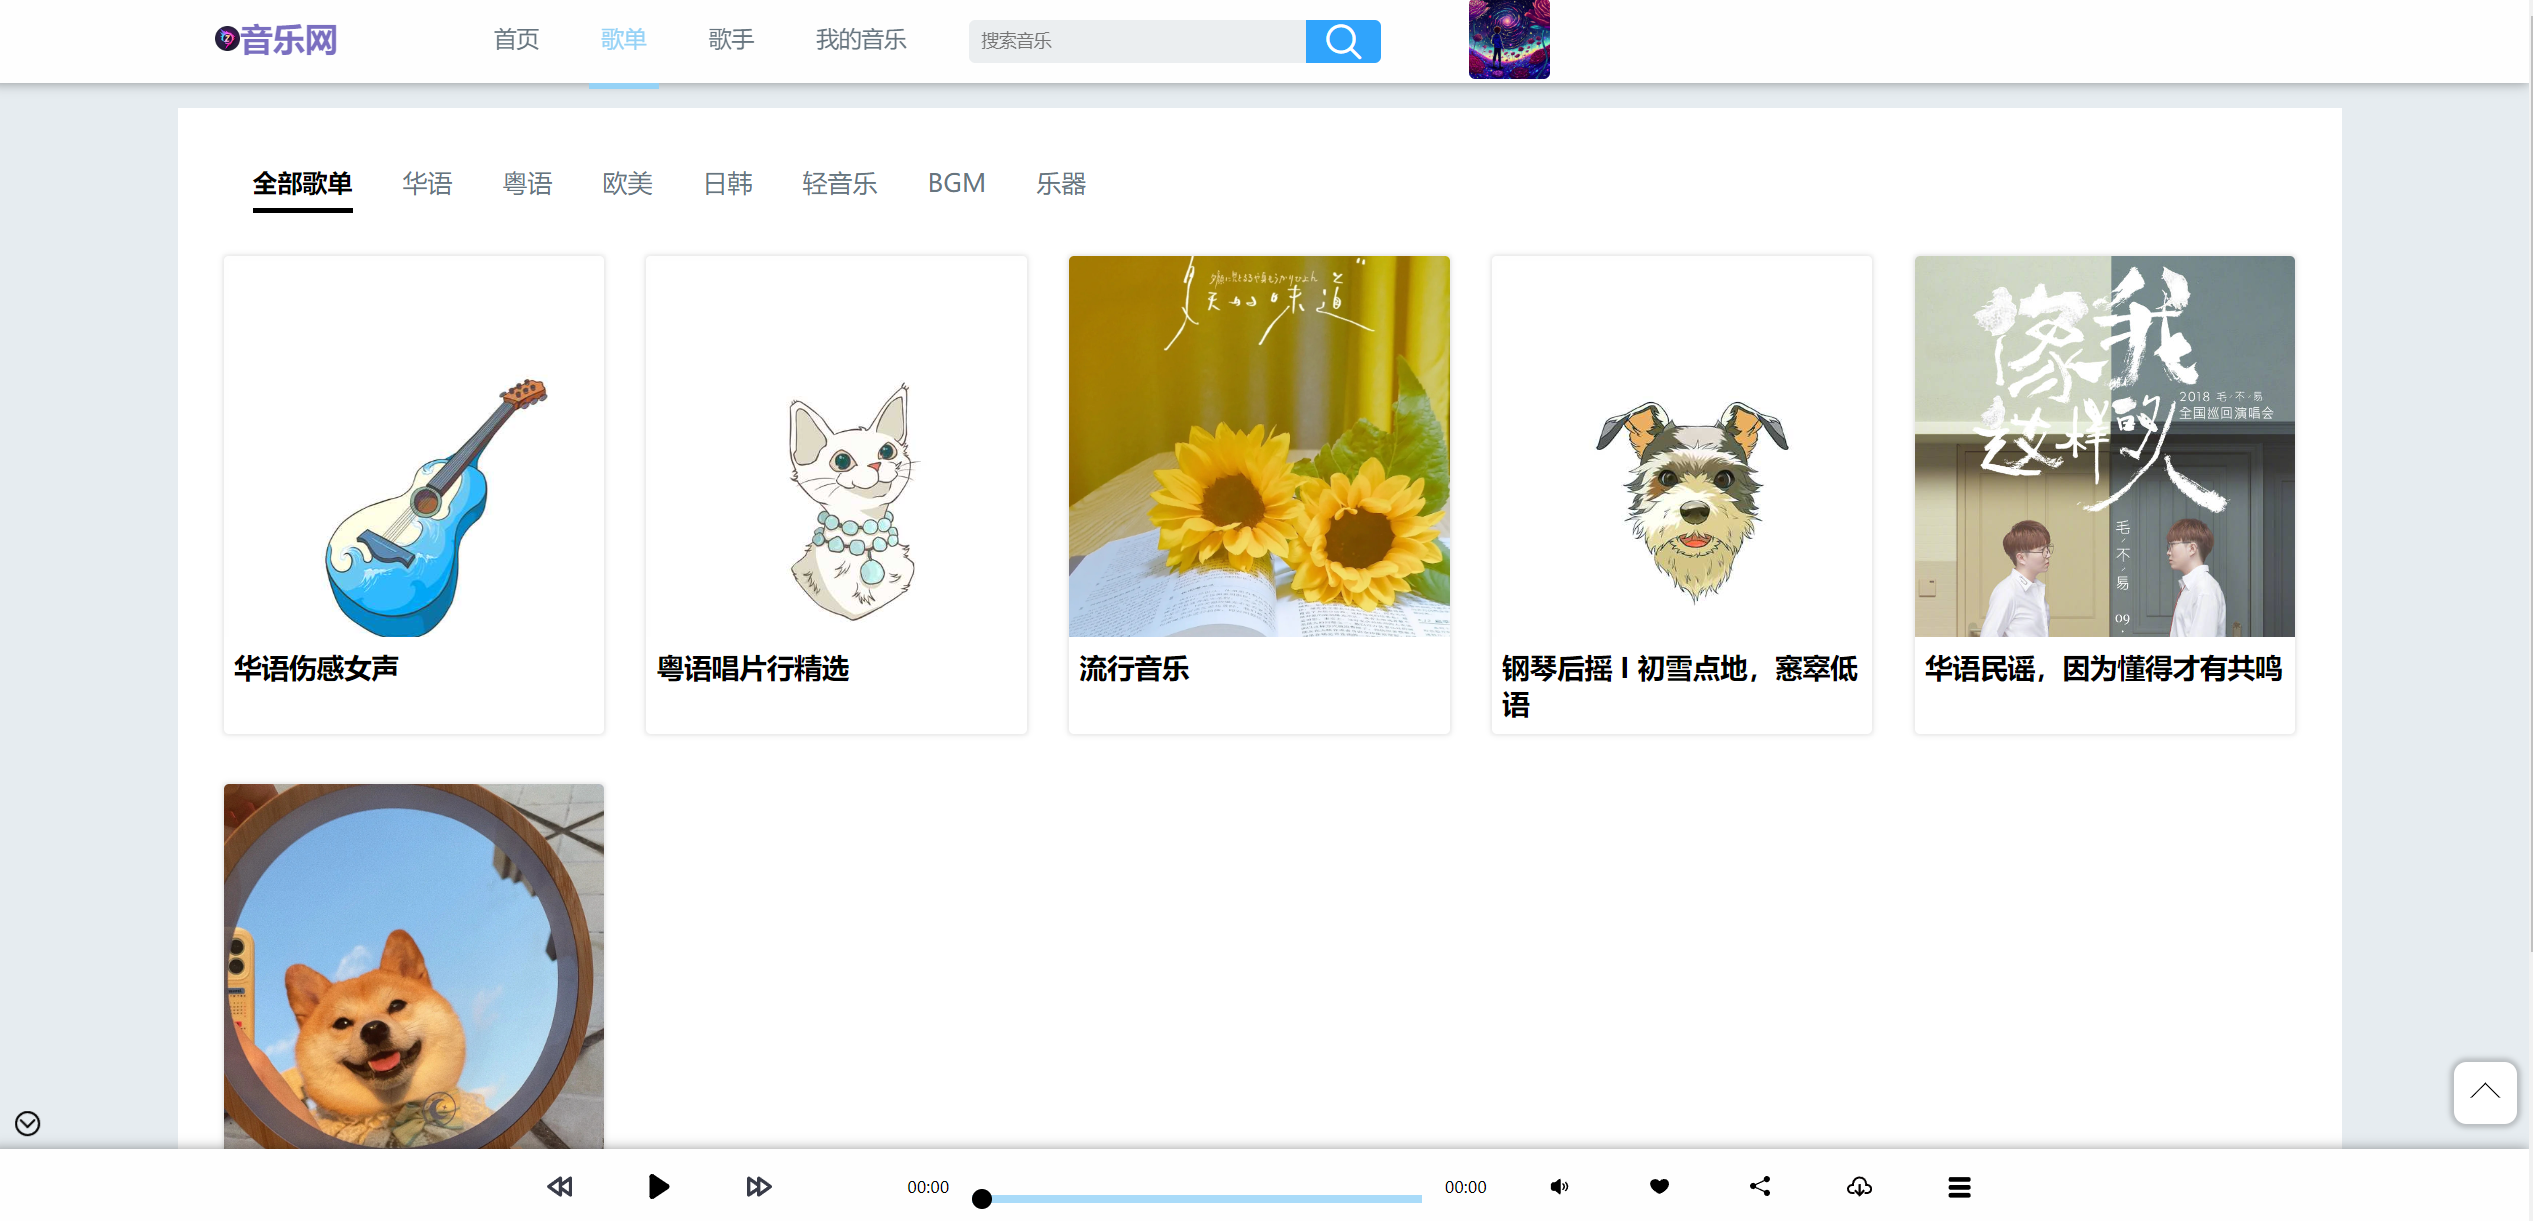 音乐网
首页 歌单 歌手 我的音乐 搜索音乐
全部歌单 华语 粤语 欧美 日韩 轻音乐 BGM 乐器
天的味道
像我
这样的人
2018 毛不易
全国巡回演唱会
毛不易
09
华语伤感女声
粤语唱片行精选
流行音乐
钢琴后摇 I 初雪点地，窸窣低
语
华语民谣，因为懂得才有共鸣
00:00 00:00